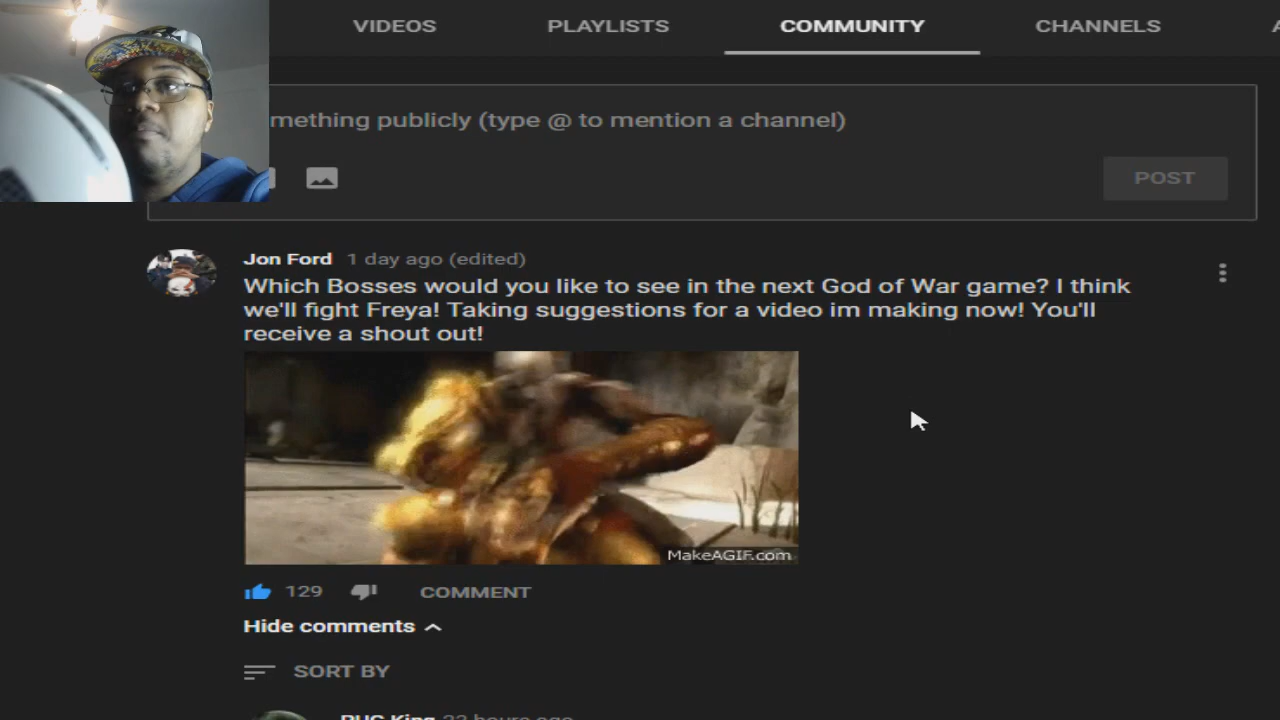 VIDEOS PLAYLISTS COMMUNITY CHANNELS
mething publicly (type @ to mention a channel)
POST
Jon Ford 1 day ago (edited)
Which Bosses would you like to see in the next God of War game? I think
we'll fight Freya! Taking suggestions for a video im making now! You'll
receive a shout out!
MakeAGIF.com
129 COMMENT
Hide comments
SORT BY